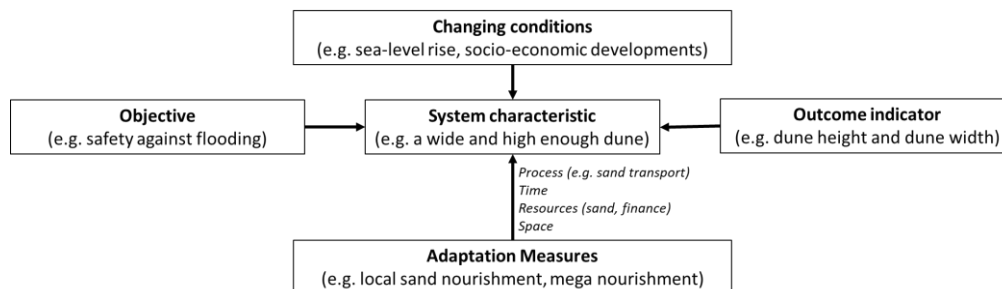 Changing conditions
(e.g. sea-level rise, socio-economic developments)
Objective
(e.g. safety against flooding)
System characteristic
(e.g. a wide and high enough dune)
Outcome indicator
(e.g. dune height and dune width)
Process (e.g. sand transport)
Time
Resources (sand, finance)
Space
Adaptation Measures
(e.g. local sand nourishment, mega nourishment)